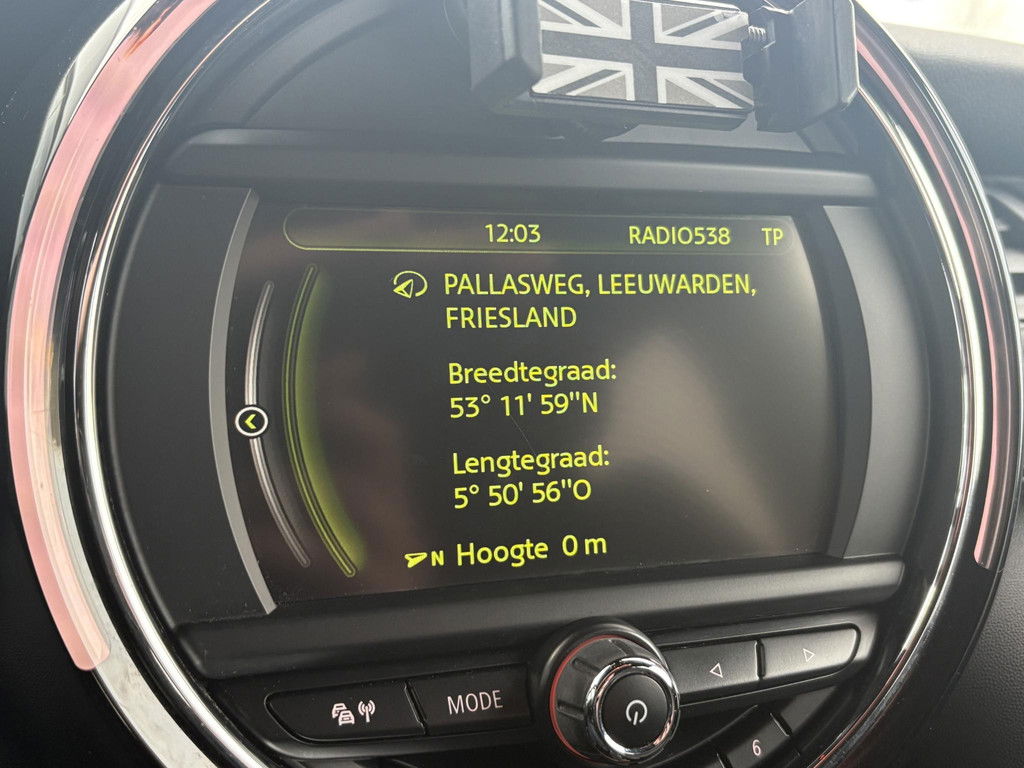 12:03 RADIO538 TP
PALLASWEG, LEEUWARDEN,
FRIESLAND
Breedtegraad:
53° 11' 59"N
Lengtegraad:
5° 50' 56"O
N Hoogte 0 m
MODE
6